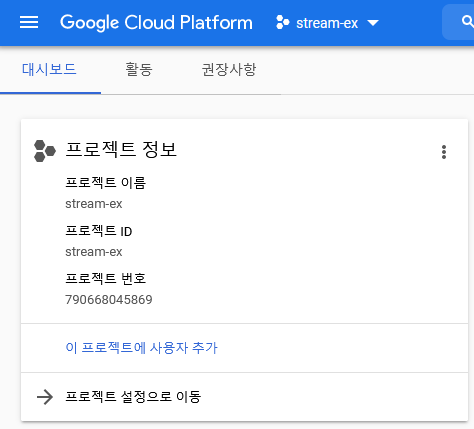 Google Cloud Platform stream-ex
대시보드 활동 권장사항
프로젝트 정보
프로젝트 이름
stream-ex
프로젝트 ID
stream-ex
프로젝트 번호
790668045869
이 프로젝트에 사용자 추가
프로젝트 설정으로 이동